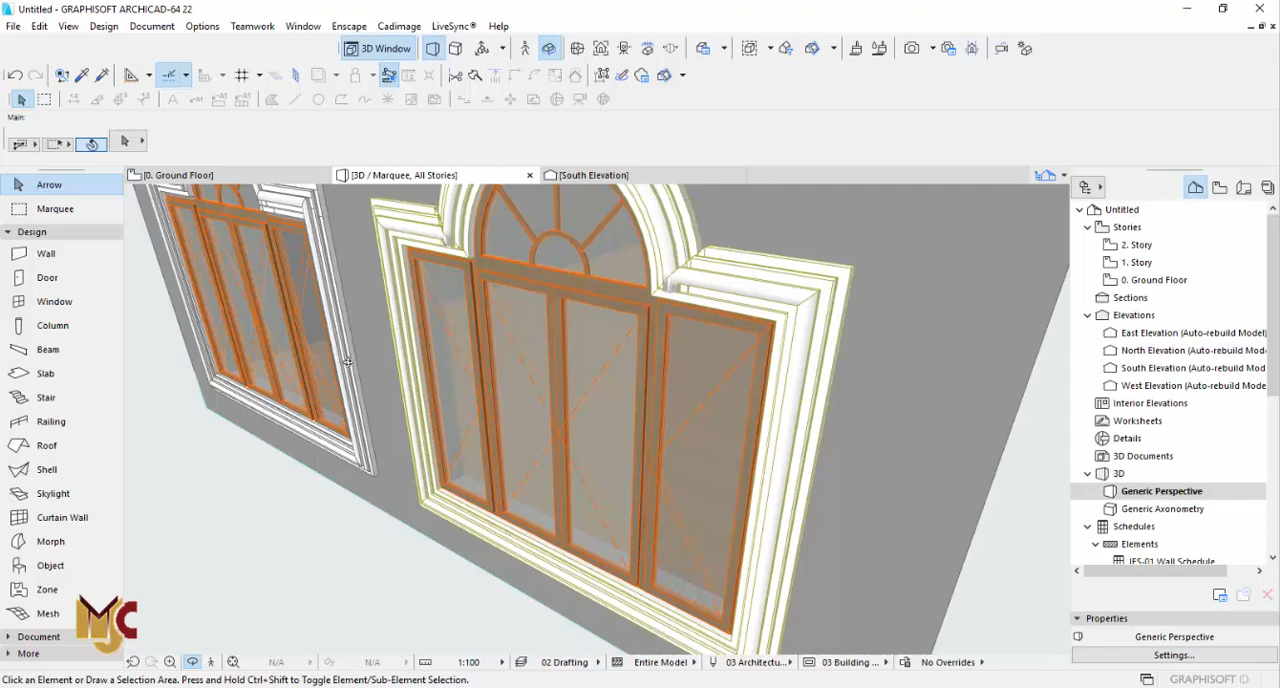 Untitled - GRAPHISOFT ARCHICAD-64 22
File Edit View Design Document Options Teamwork Window Enscape Cadimage LiveSync® Help
3D Window
Main:
[0. Ground Floor]
[3D / Marquee, All Stories]
[South Elevation]
Arrow
Marquee
Design
Wall
Door
Window
Column
Beam
Slab
Stair
Railing
Roof
Shell
Skylight
Curtain Wall
Morph
Object
Zone
Mesh
Document
More
MSC
Untitled
Stories
2. Story
1. Story
0. Ground Floor
Sections
Elevations
East Elevation (Auto-rebuild Model)
North Elevation (Auto-rebuild Mod
South Elevation (Auto-rebuild Mod
West Elevation (Auto-rebuild Mode
Interior Elevations
Worksheets
Details
3D Documents
3D
Generic Perspective
Generic Axonometry
Schedules
Elements
IES-01 Wall Schedule
Properties
Generic Perspective
Settings...
N/A
N/A
1:100
02 Drafting
Entire Model
03 Architectu...
03 Building ...
No Overrides
Click an Element or Draw a Selection Area. Press and Hold Ctrl+Shift to Toggle Element/Sub-Element Selection.
GRAPHISOFT ID